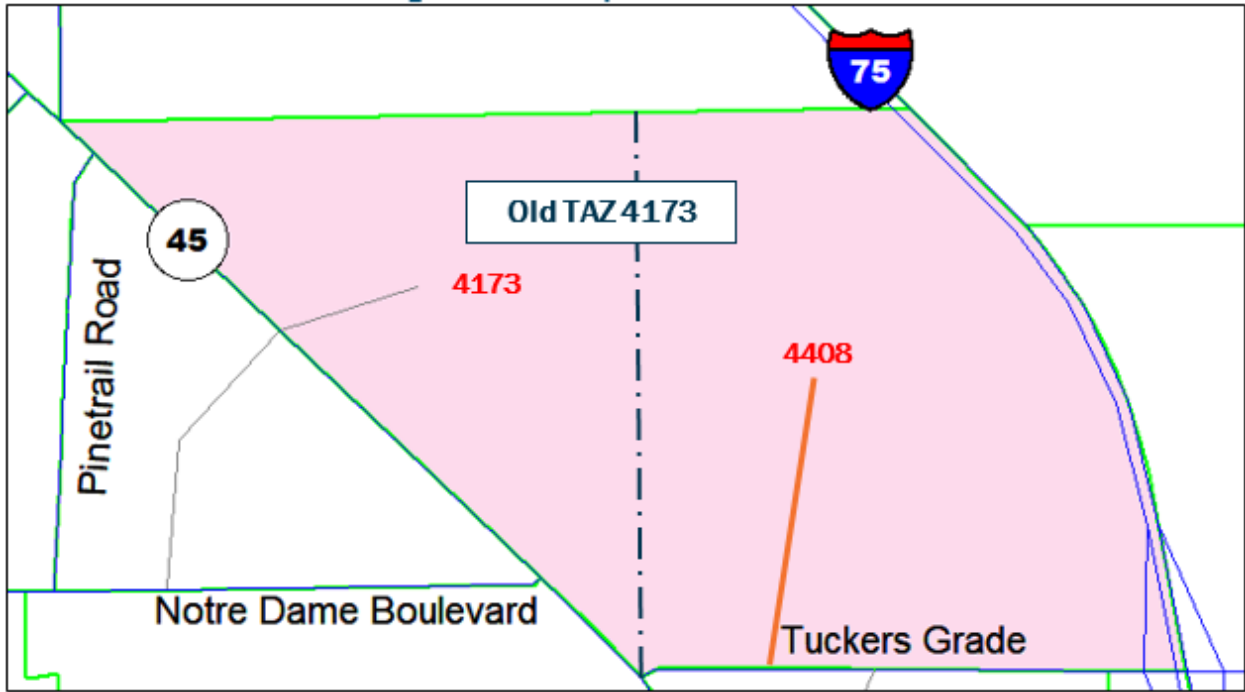 75
Old TAZ 4173
45
4173
Pinetrail Road
4408
Notre Dame Boulevard
Tuckers Grade